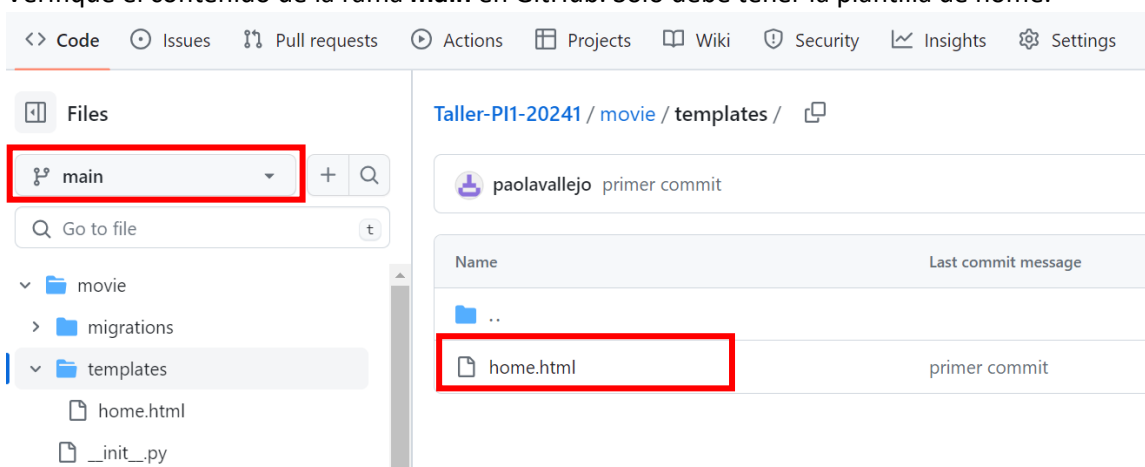 Verifique el contenido de la rama main en GitHub. Solo debe tener la plantilla de home.
Code Issues Pull requests Actions Projects Wiki Security Insights Settings
Files
Taller-PI1-20241 / movie / templates /
main
paolavallejo primer commit
Go to file t
Name Last commit message
movie
..
migrations
home.html primer commit
templates
home.html
__init__.py